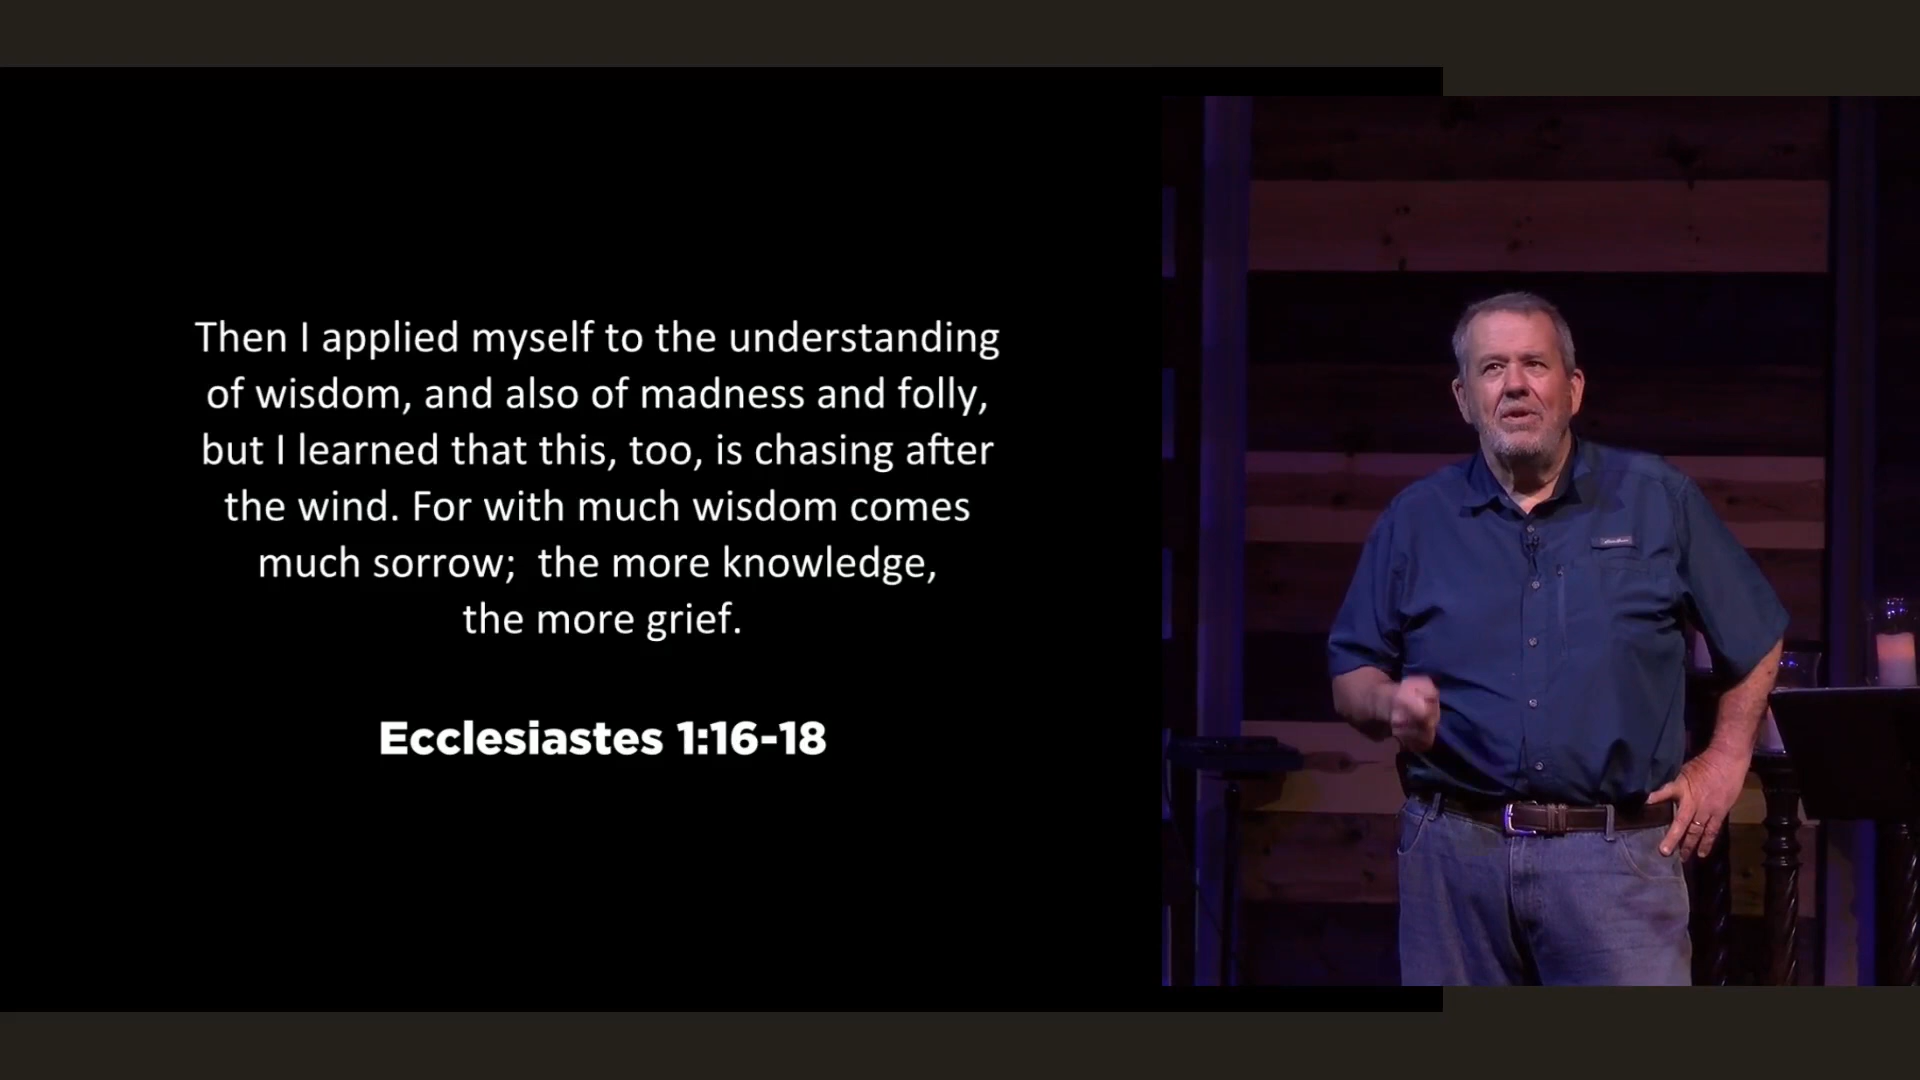 Then I applied myself to the understanding
of wisdom, and also of madness and folly,
but I learned that this, too, is chasing after
the wind. For with much wisdom comes
much sorrow;  the more knowledge,
the more grief.
Ecclesiastes 1:16-18